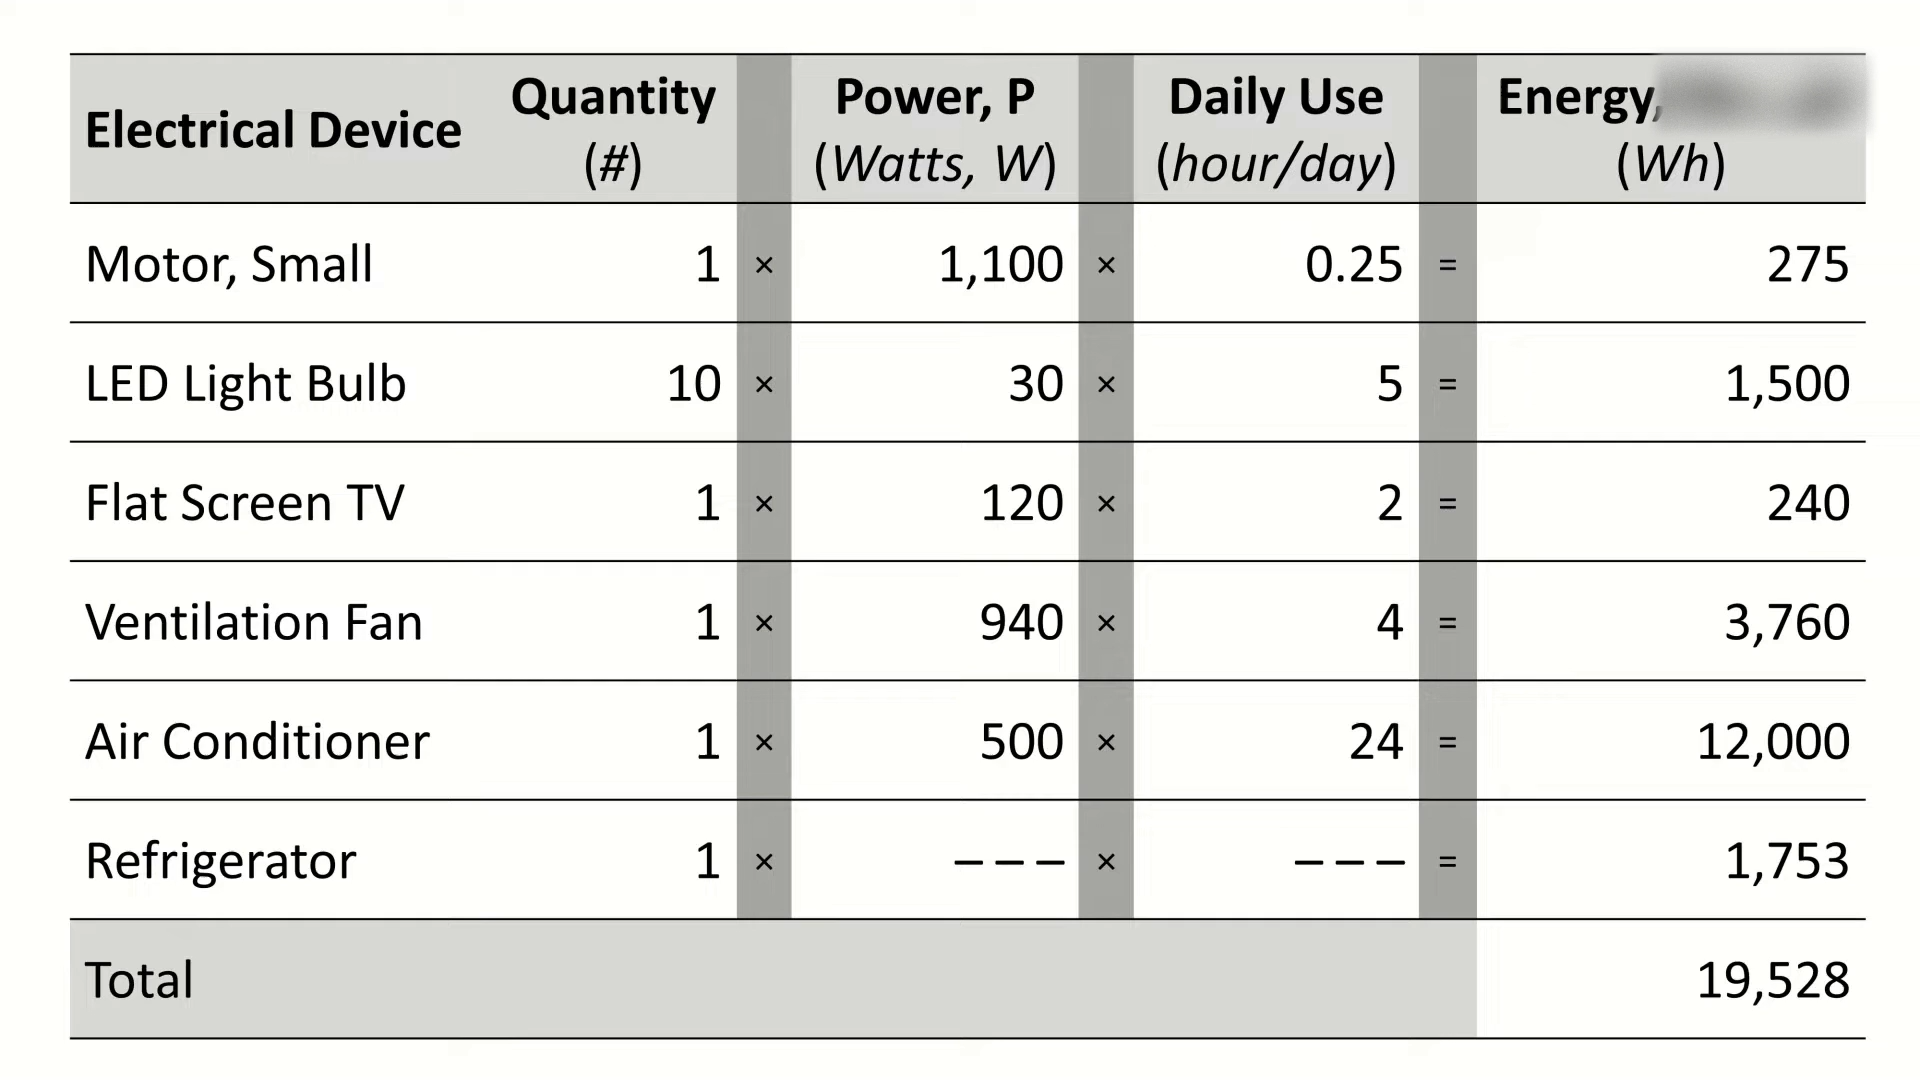 Electrical Device Quantity Power, P Daily Use Energy,
(#) (Watts, W) (hour/day) (Wh)
Motor, Small 1 × 1,100 × 0.25 = 275
LED Light Bulb 10 × 30 × 5 = 1,500
Flat Screen TV 1 × 120 × 2 = 240
Ventilation Fan 1 × 940 × 4 = 3,760
Air Conditioner 1 × 500 × 24 = 12,000
Refrigerator 1 × – – – × – – – = 1,753
Total 19,528